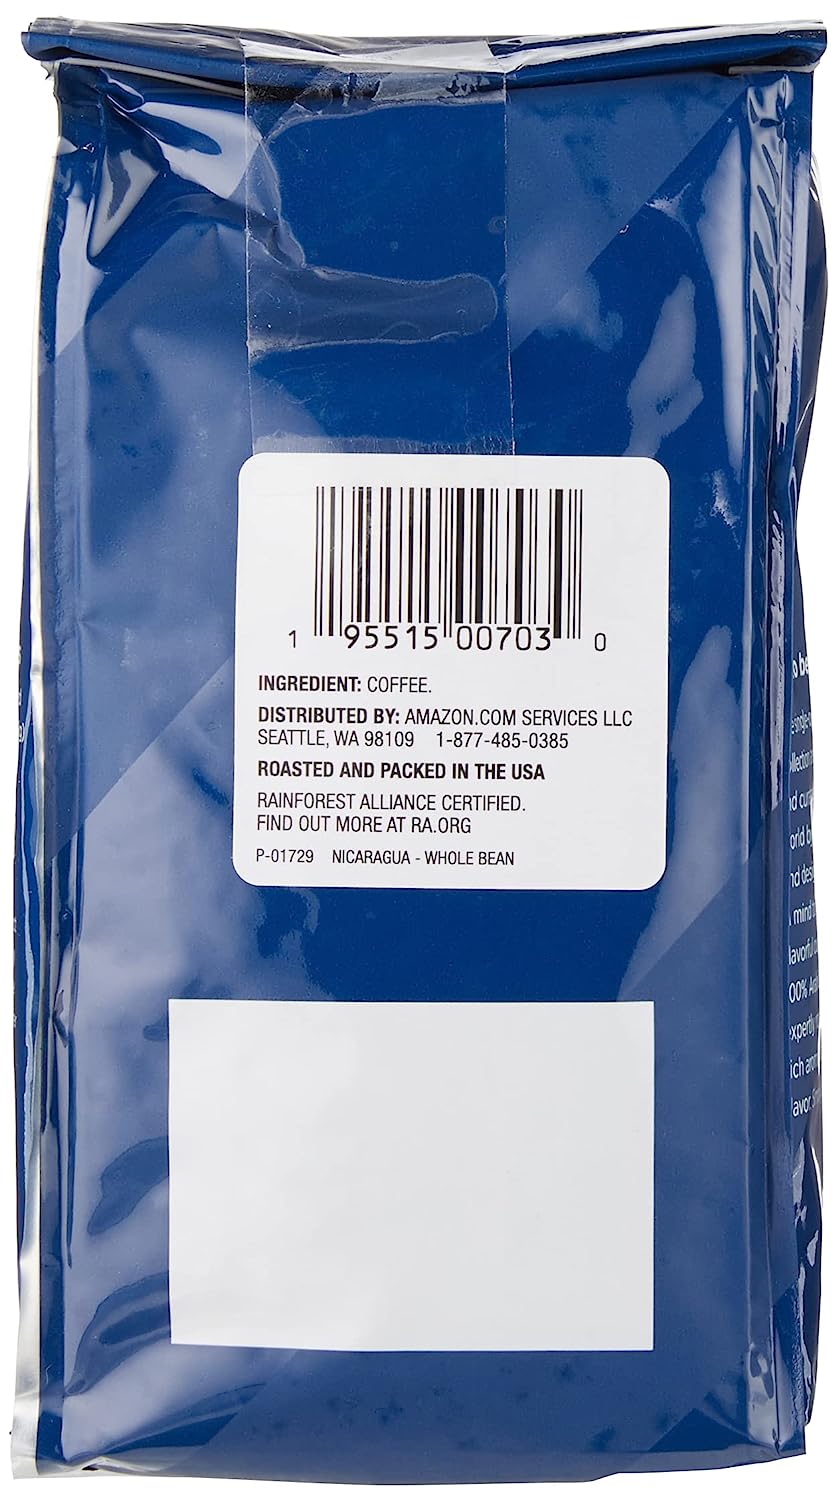 1 95515 00703 0
INGREDIENT: COFFEE.
DISTRIBUTED BY: AMAZON.COM SERVICES LLC
SEATTLE, WA 98109 1-877-485-0385
ROASTED AND PACKED IN THE USA
RAINFOREST ALLIANCE CERTIFIED.
FIND OUT MORE AT RA.ORG
P-01729 NICARAGUA - WHOLE BEAN